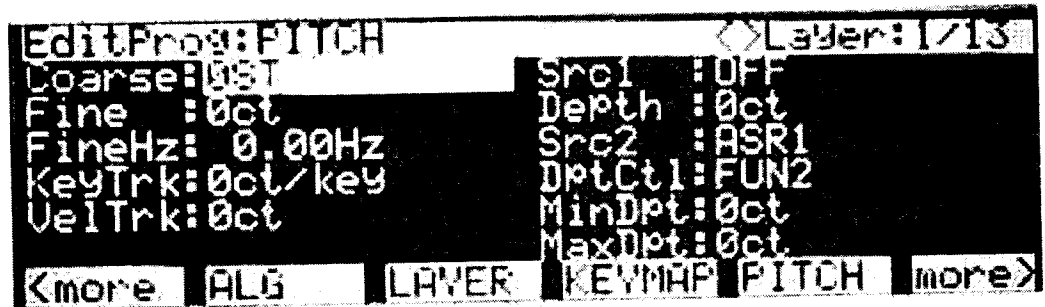 EditProg:PITCH <>Layer:1/13
Coarse:0ST Src1 :OFF
Fine :0ct Depth :0ct
FineHz: 0.00Hz Src2 :ASR1
KeyTrk:0ct/key DptCtl:FUN2
VelTrk:0ct MinDpt:0ct
MaxDpt:0ct
<more ALG LAYER KEYMAP PITCH more>